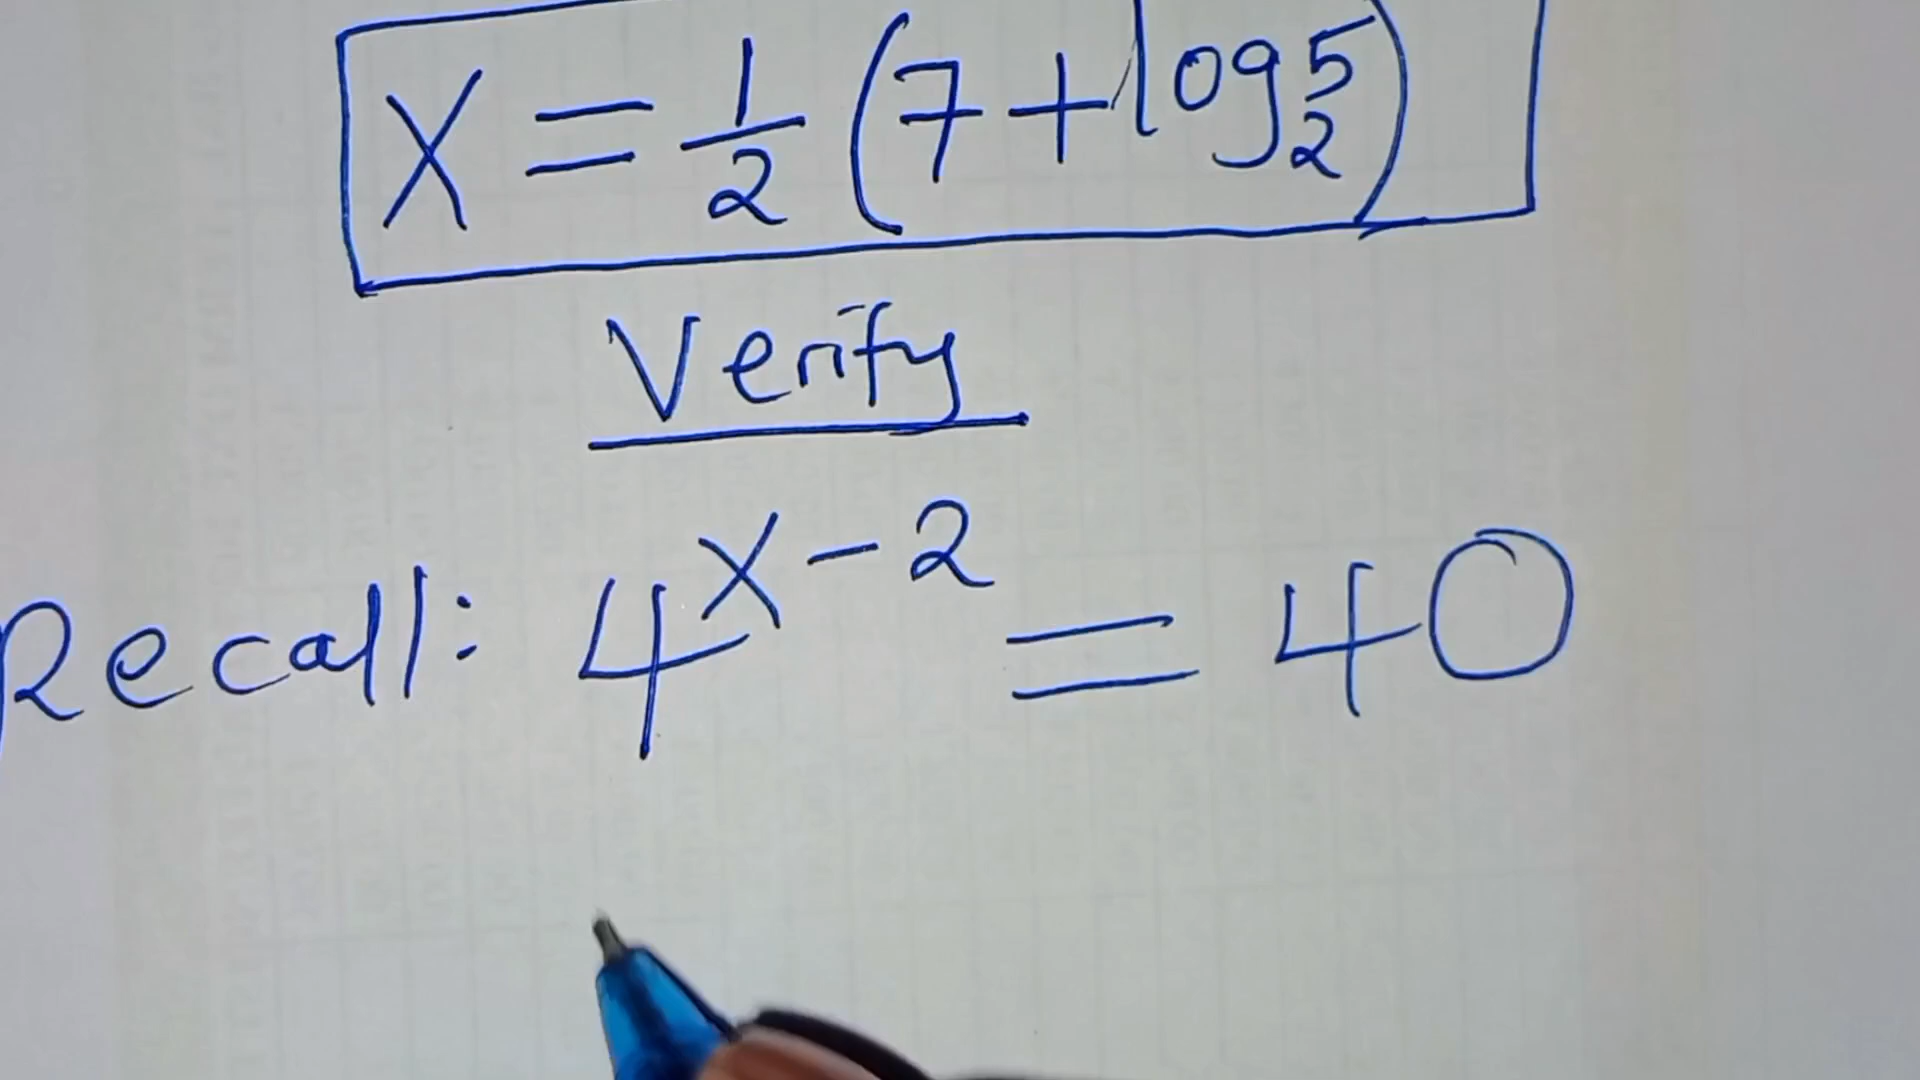 X = 1/2 (7 + log₂5)
Verify
Recall: 4^(X-2) = 40